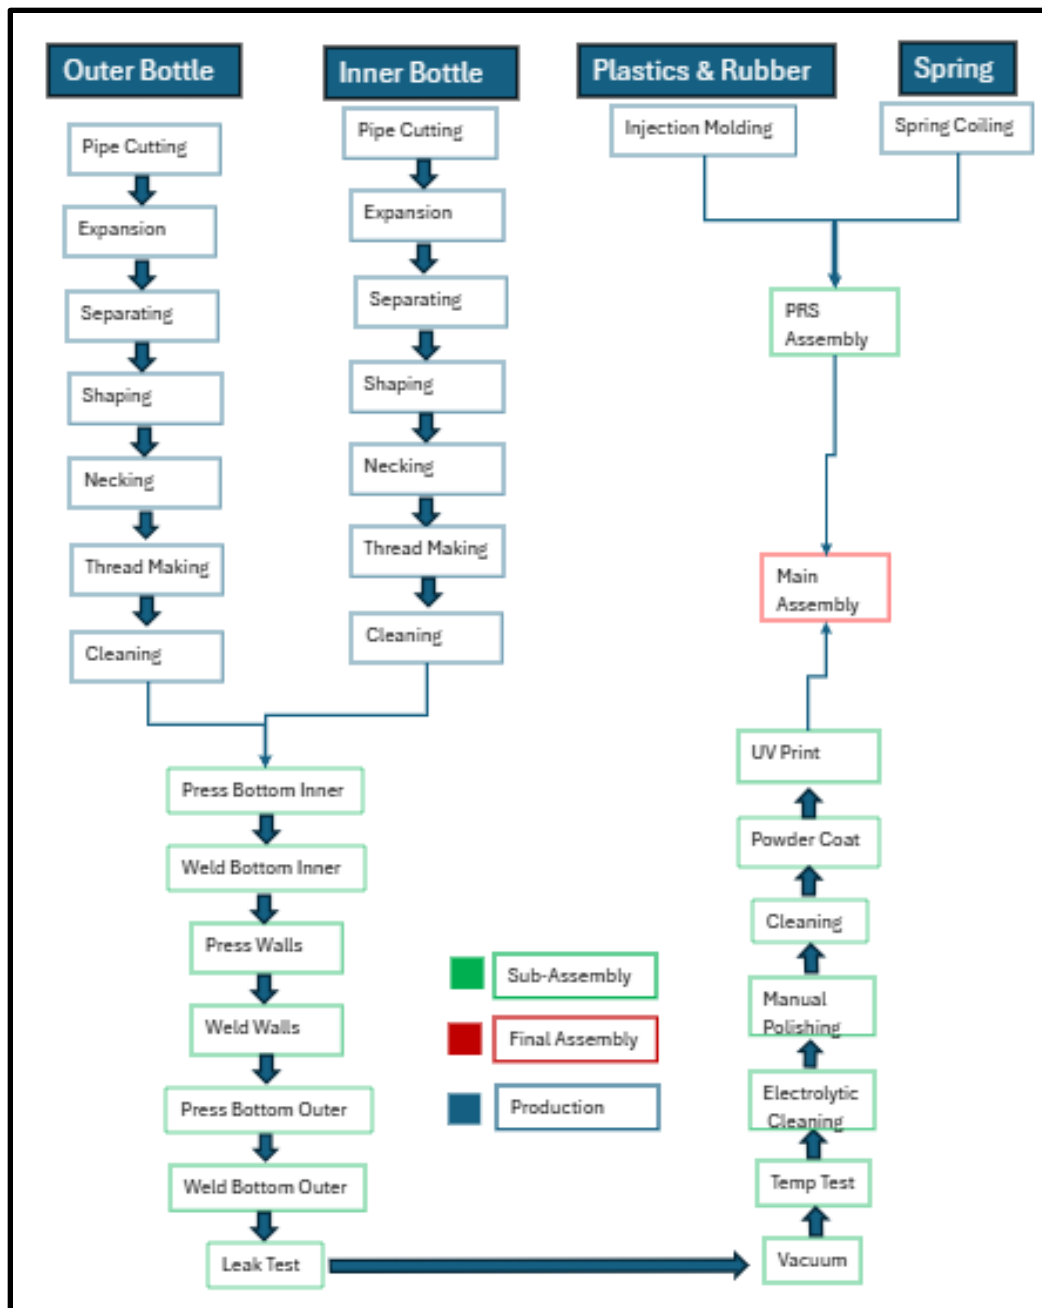 Outer Bottle
Pipe Cutting
Expansion
Separating
Shaping
Necking
Thread Making
Cleaning
Inner Bottle
Pipe Cutting
Expansion
Separating
Shaping
Necking
Thread Making
Cleaning
Plastics & Rubber
Injection Molding
Spring
Spring Coiling
PRS
Assembly
Main
Assembly
Press Bottom Inner
Weld Bottom Inner
Press Walls
Weld Walls
Press Bottom Outer
Weld Bottom Outer
Leak Test
Sub-Assembly
Final Assembly
Production
UV Print
Powder Coat
Cleaning
Manual
Polishing
Electrolytic
Cleaning
Temp Test
Vacuum